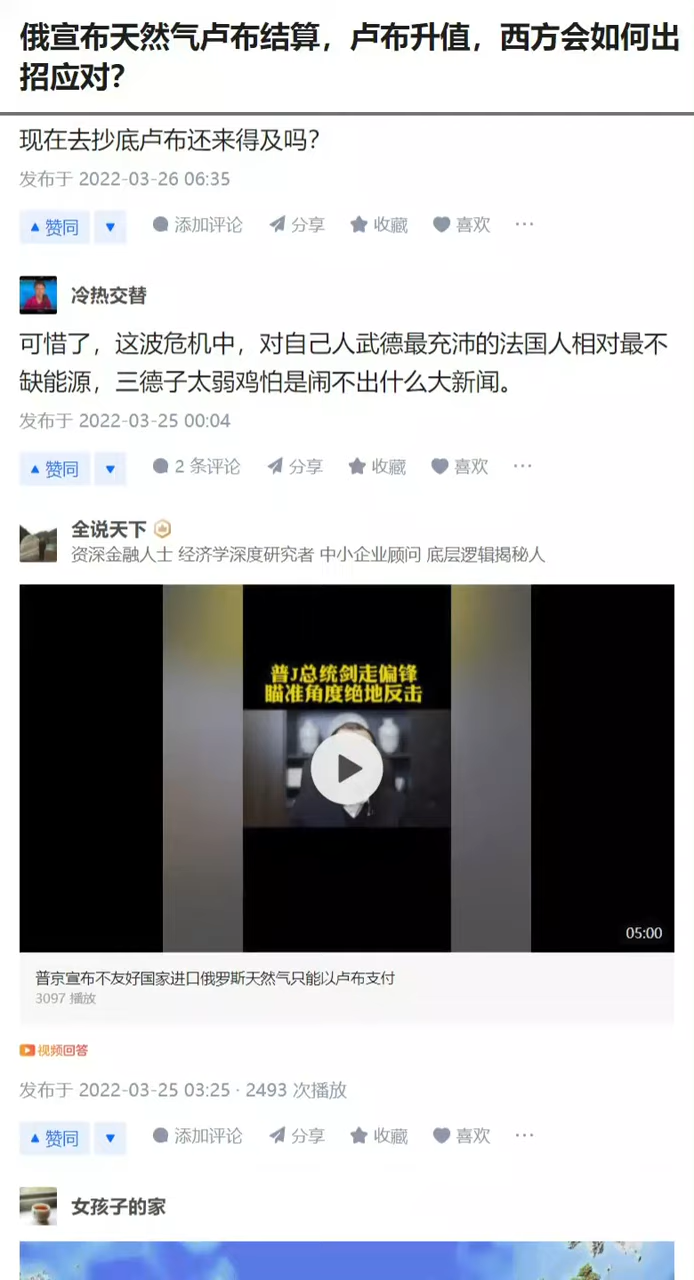 俄宣布天然气卢布结算，卢布升值，西方会如何出
招应对？
现在去抄底卢布还来得及吗？
发布于 2022-03-26 06:35
赞同
添加评论
分享
收藏
喜欢
冷热交替
可惜了，这波危机中，对自己人武德最充沛的法国人相对最不
缺能源，三德子太弱鸡怕是闹不出什么大新闻。
发布于 2022-03-25 00:04
赞同
2 条评论
分享
收藏
喜欢
全说天下
资深金融人士 经济学深度研究者 中小企业顾问 底层逻辑揭秘人
普J总统剑走偏锋
瞄准角度绝地反击
05:00
普京宣布不友好国家进口俄罗斯天然气只能以卢布支付
3097 播放
视频回答
发布于 2022-03-25 03:25 · 2493 次播放
赞同
添加评论
分享
收藏
喜欢
女孩子的家